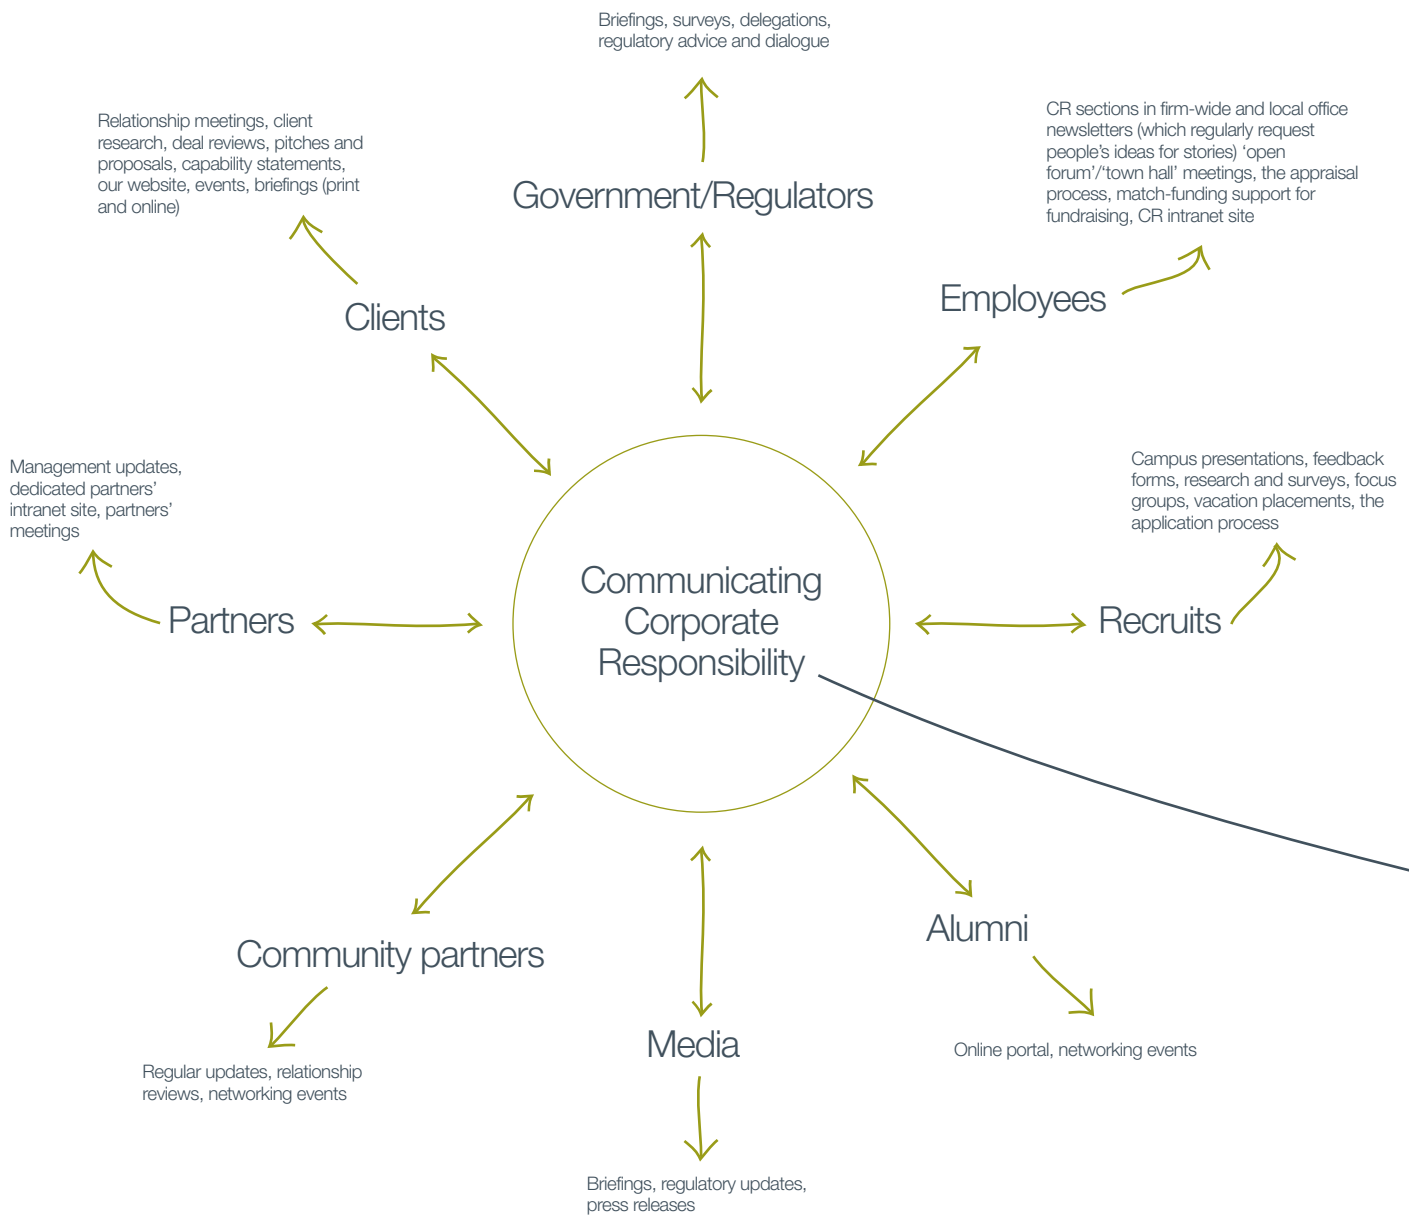 Briefings, surveys, delegations,
regulatory advice and dialogue
Government/Regulators
Relationship meetings, client
research, deal reviews, pitches and
proposals, capability statements,
our website, events, briefings (print
and online)
Clients
CR sections in firm-wide and local office
newsletters (which regularly request
people’s ideas for stories) ‘open
forum’/‘town hall’ meetings, the appraisal
process, match-funding support for
fundraising, CR intranet site
Employees
Management updates,
dedicated partners’
intranet site, partners’
meetings
Partners
Communicating
Corporate
Responsibility
Campus presentations, feedback
forms, research and surveys, focus
groups, vacation placements, the
application process
Recruits
Community partners
Regular updates, relationship
reviews, networking events
Media
Briefings, regulatory updates,
press releases
Alumni
Online portal, networking events